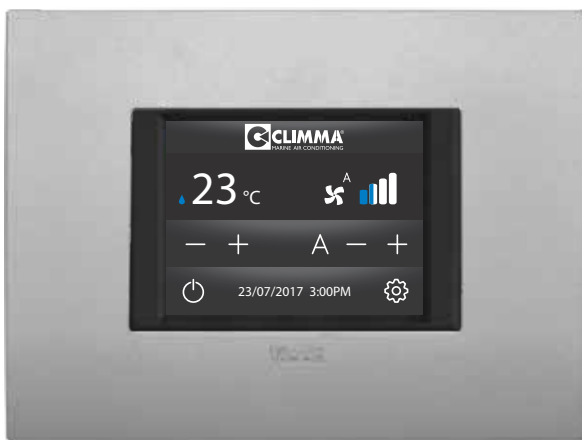 CLIMMA®
MARINE AIR CONDITIONING
23 °C A
A
23/07/2017 3:00PM